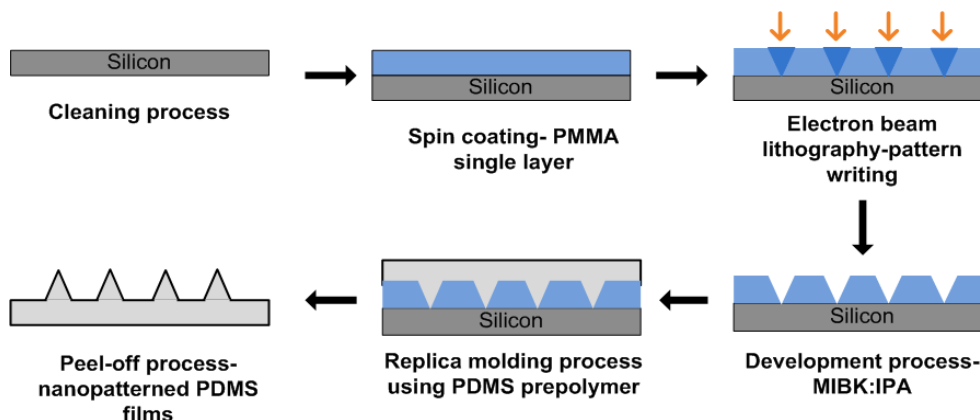 Silicon
Cleaning process
Silicon
Spin coating- PMMA
single layer
Silicon
Electron beam
lithography-pattern
writing
Silicon
Development process-
MIBK:IPA
Silicon
Replica molding process
using PDMS prepolymer
Peel-off process-
nanopatterned PDMS
films